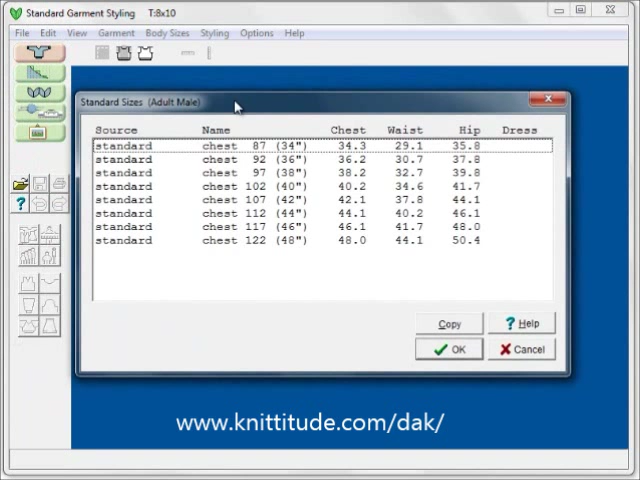 Standard Garment Styling T:8x10
File Edit View Garment Body Sizes Styling Options Help
Standard Sizes (Adult Male)
Source Name Chest Waist Hip Dress
standard chest 87 (34") 34.3 29.1 35.8
standard chest 92 (36") 36.2 30.7 37.8
standard chest 97 (38") 38.2 32.7 39.8
standard chest 102 (40") 40.2 34.6 41.7
standard chest 107 (42") 42.1 37.8 44.1
standard chest 112 (44") 44.1 40.2 46.1
standard chest 117 (46") 46.1 41.7 48.0
standard chest 122 (48") 48.0 44.1 50.4
Copy ? Help
OK Cancel
www.knittitude.com/dak/